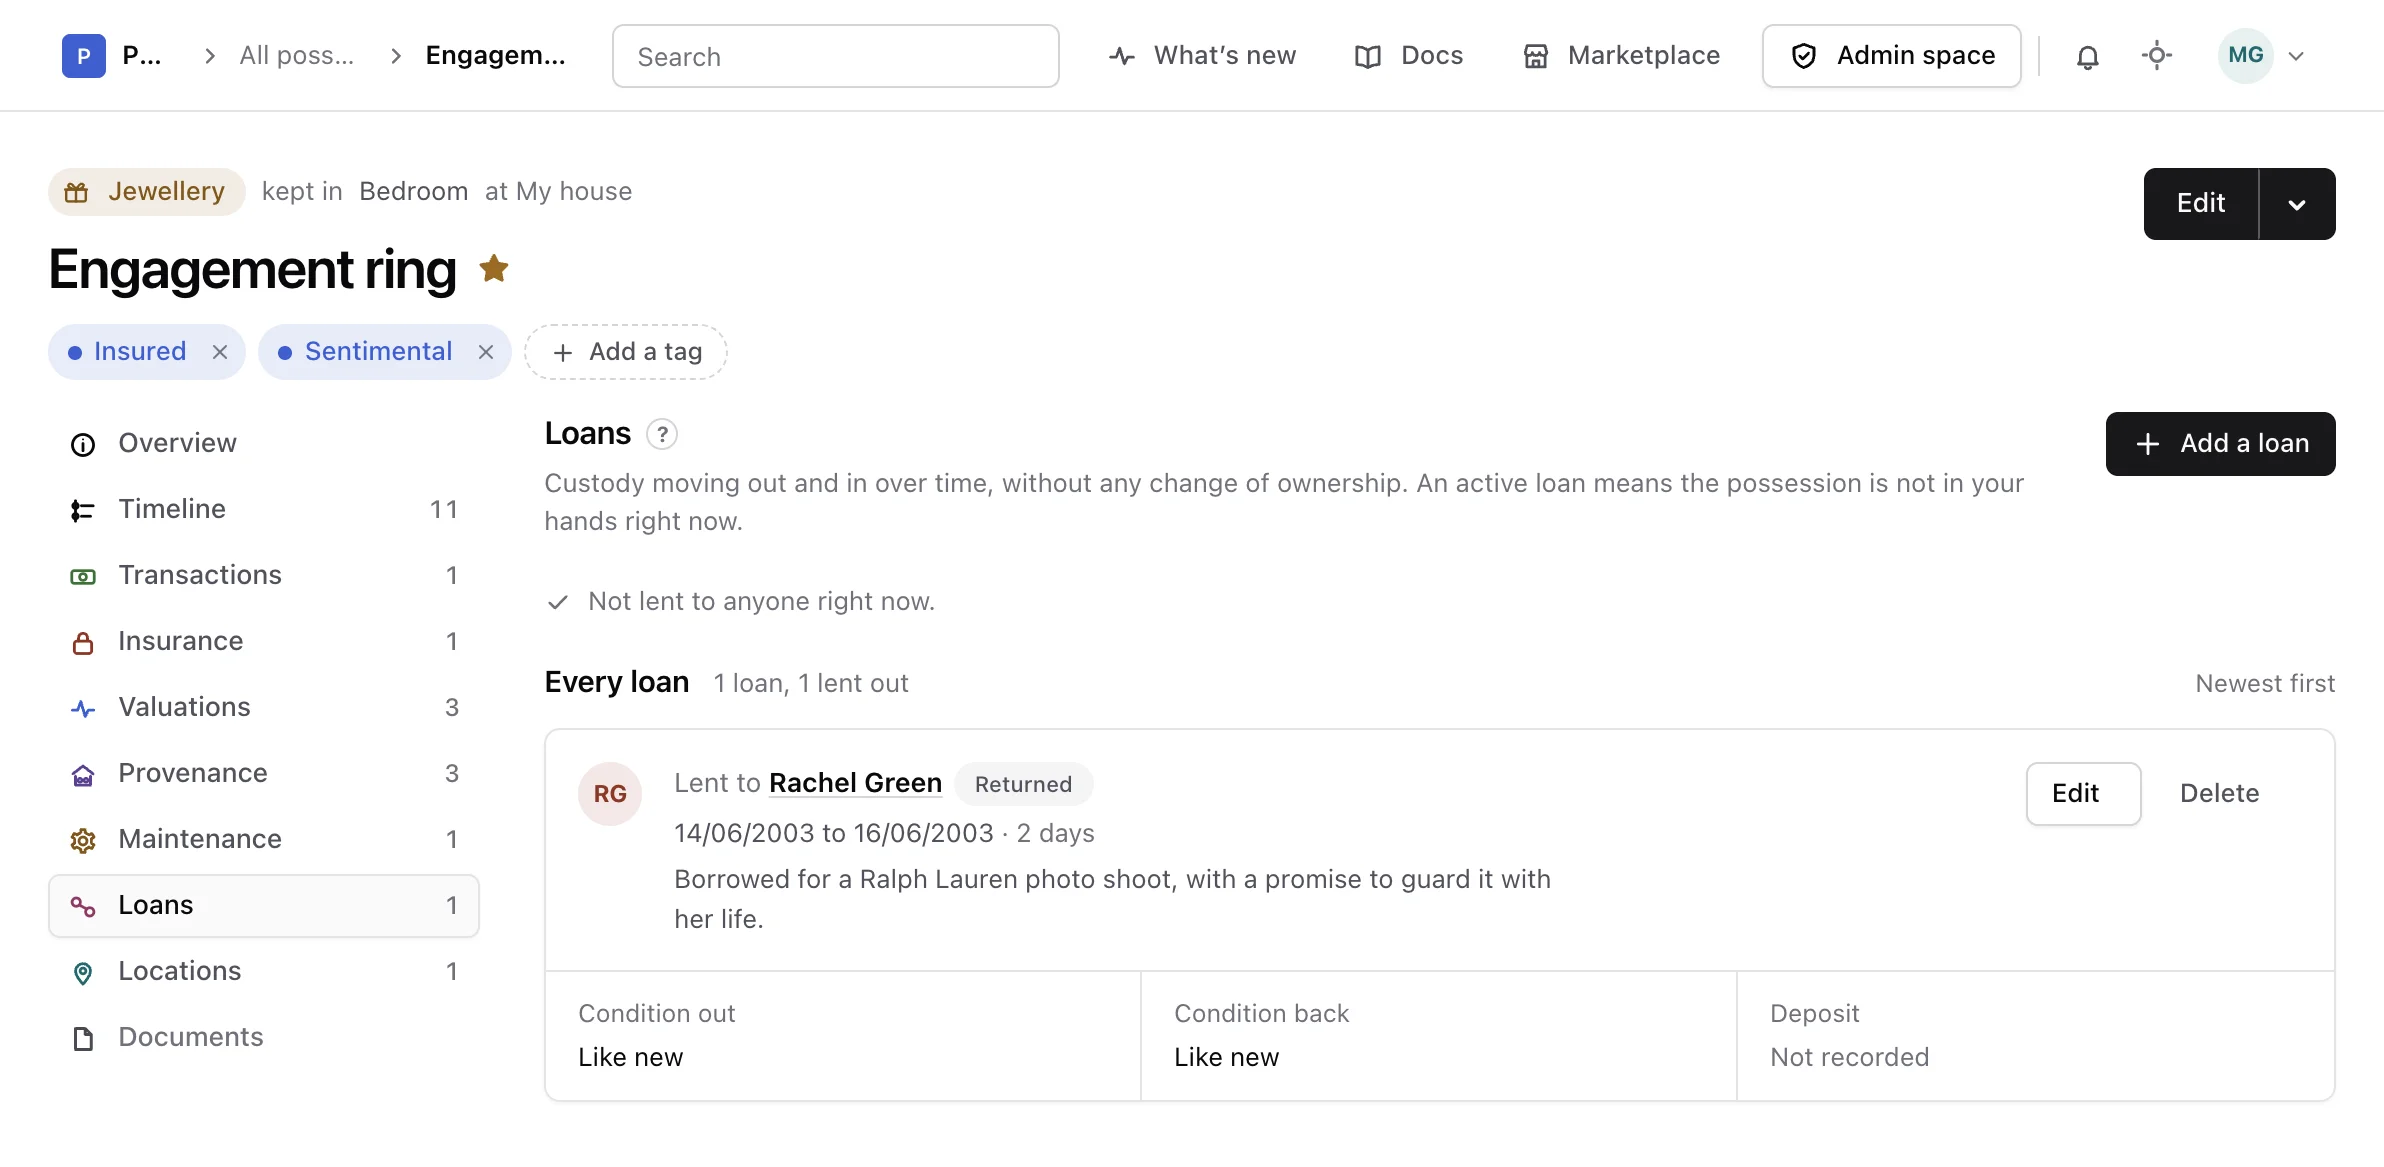 P P... All poss... Engagem... Search What's new Docs Marketplace Admin space MG
Jewellery kept in Bedroom at My house
Edit
Engagement ring
Insured Sentimental + Add a tag
Overview
Timeline 11
Transactions 1
Insurance 1
Valuations 3
Provenance 3
Maintenance 1
Loans 1
Locations 1
Documents
Loans ?
+ Add a loan
Custody moving out and in over time, without any change of ownership. An active loan means the possession is not in your
hands right now.
Not lent to anyone right now.
Every loan 1 loan, 1 lent out Newest first
RG Lent to Rachel Green Returned
Edit Delete
14/06/2003 to 16/06/2003 · 2 days
Borrowed for a Ralph Lauren photo shoot, with a promise to guard it with
her life.
Condition out
Like new
Condition back
Like new
Deposit
Not recorded